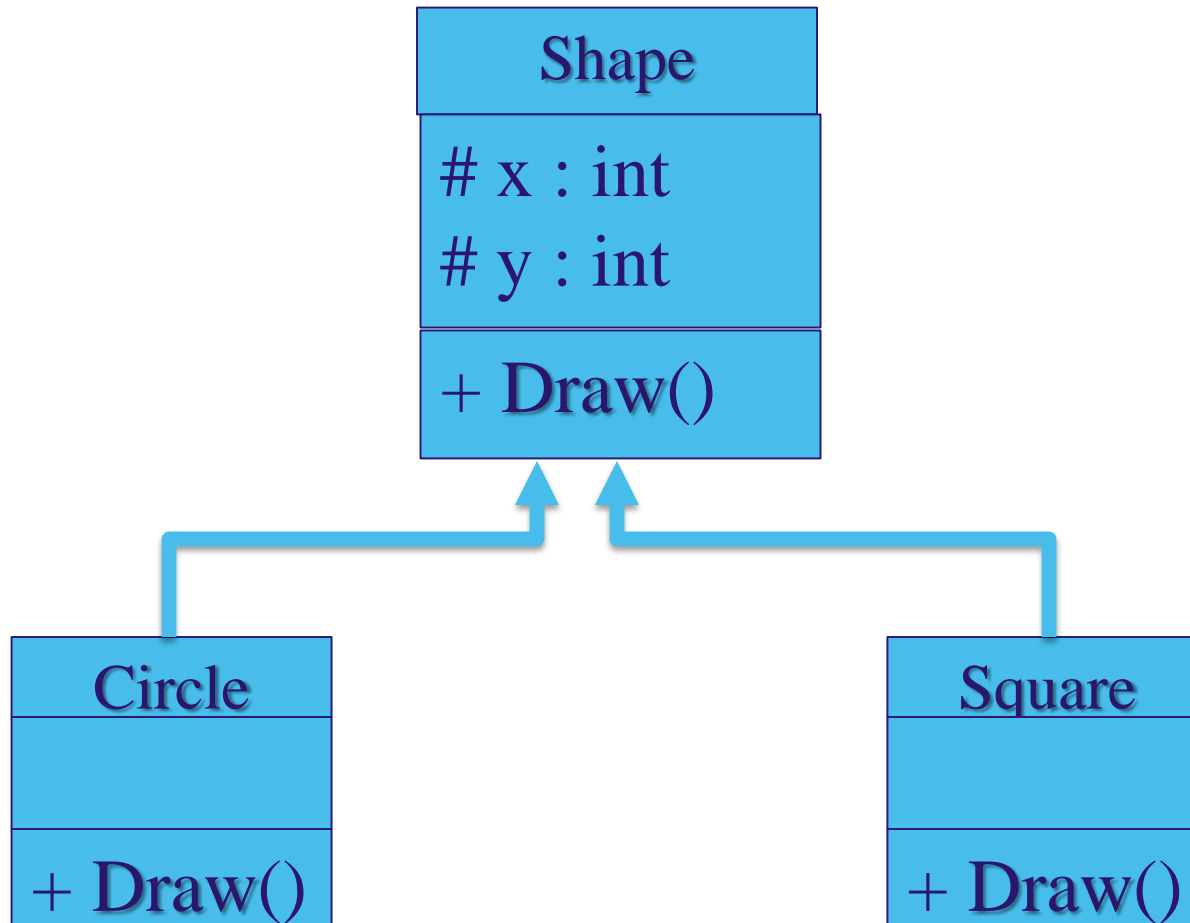 Shape
# x : int
# y : int
+ Draw()
Circle
Square
+ Draw()
+ Draw()